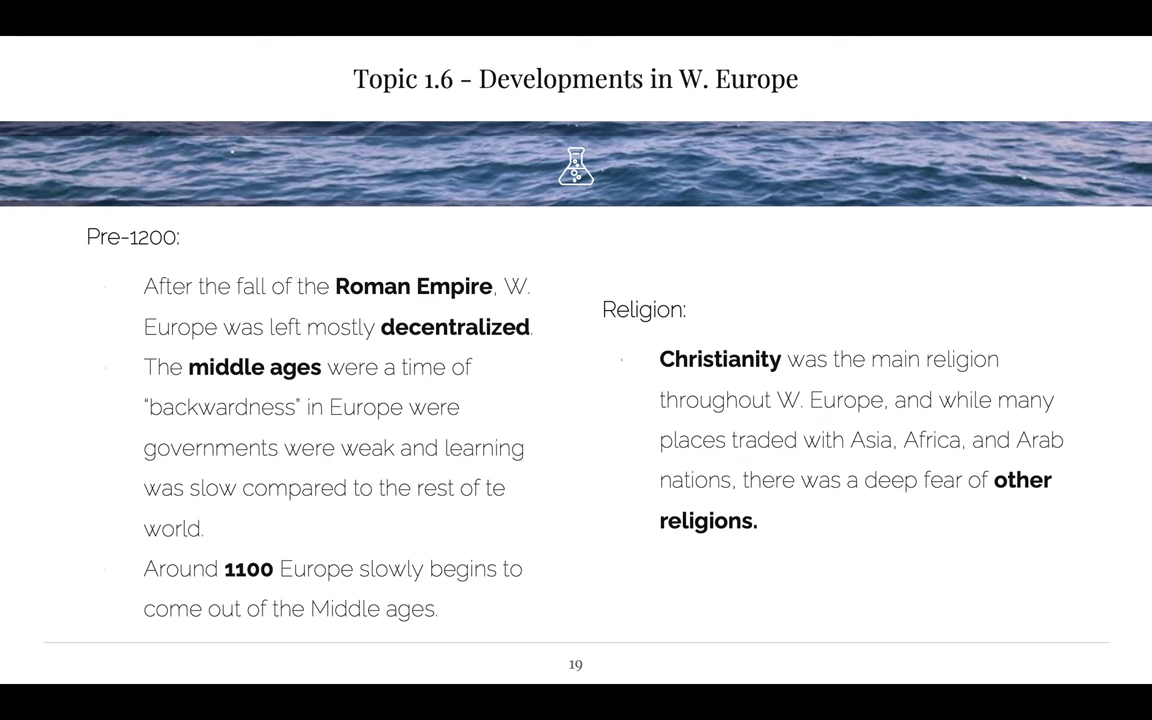 Topic 1.6 - Developments in W. Europe
Pre-1200:
After the fall of the Roman Empire, W.
Europe was left mostly decentralized.
The middle ages were a time of
“backwardness” in Europe were
governments were weak and learning
was slow compared to the rest of te
world.
Around 1100 Europe slowly begins to
come out of the Middle ages.
Religion:
Christianity was the main religion
throughout W. Europe, and while many
places traded with Asia, Africa, and Arab
nations, there was a deep fear of other
religions.
19